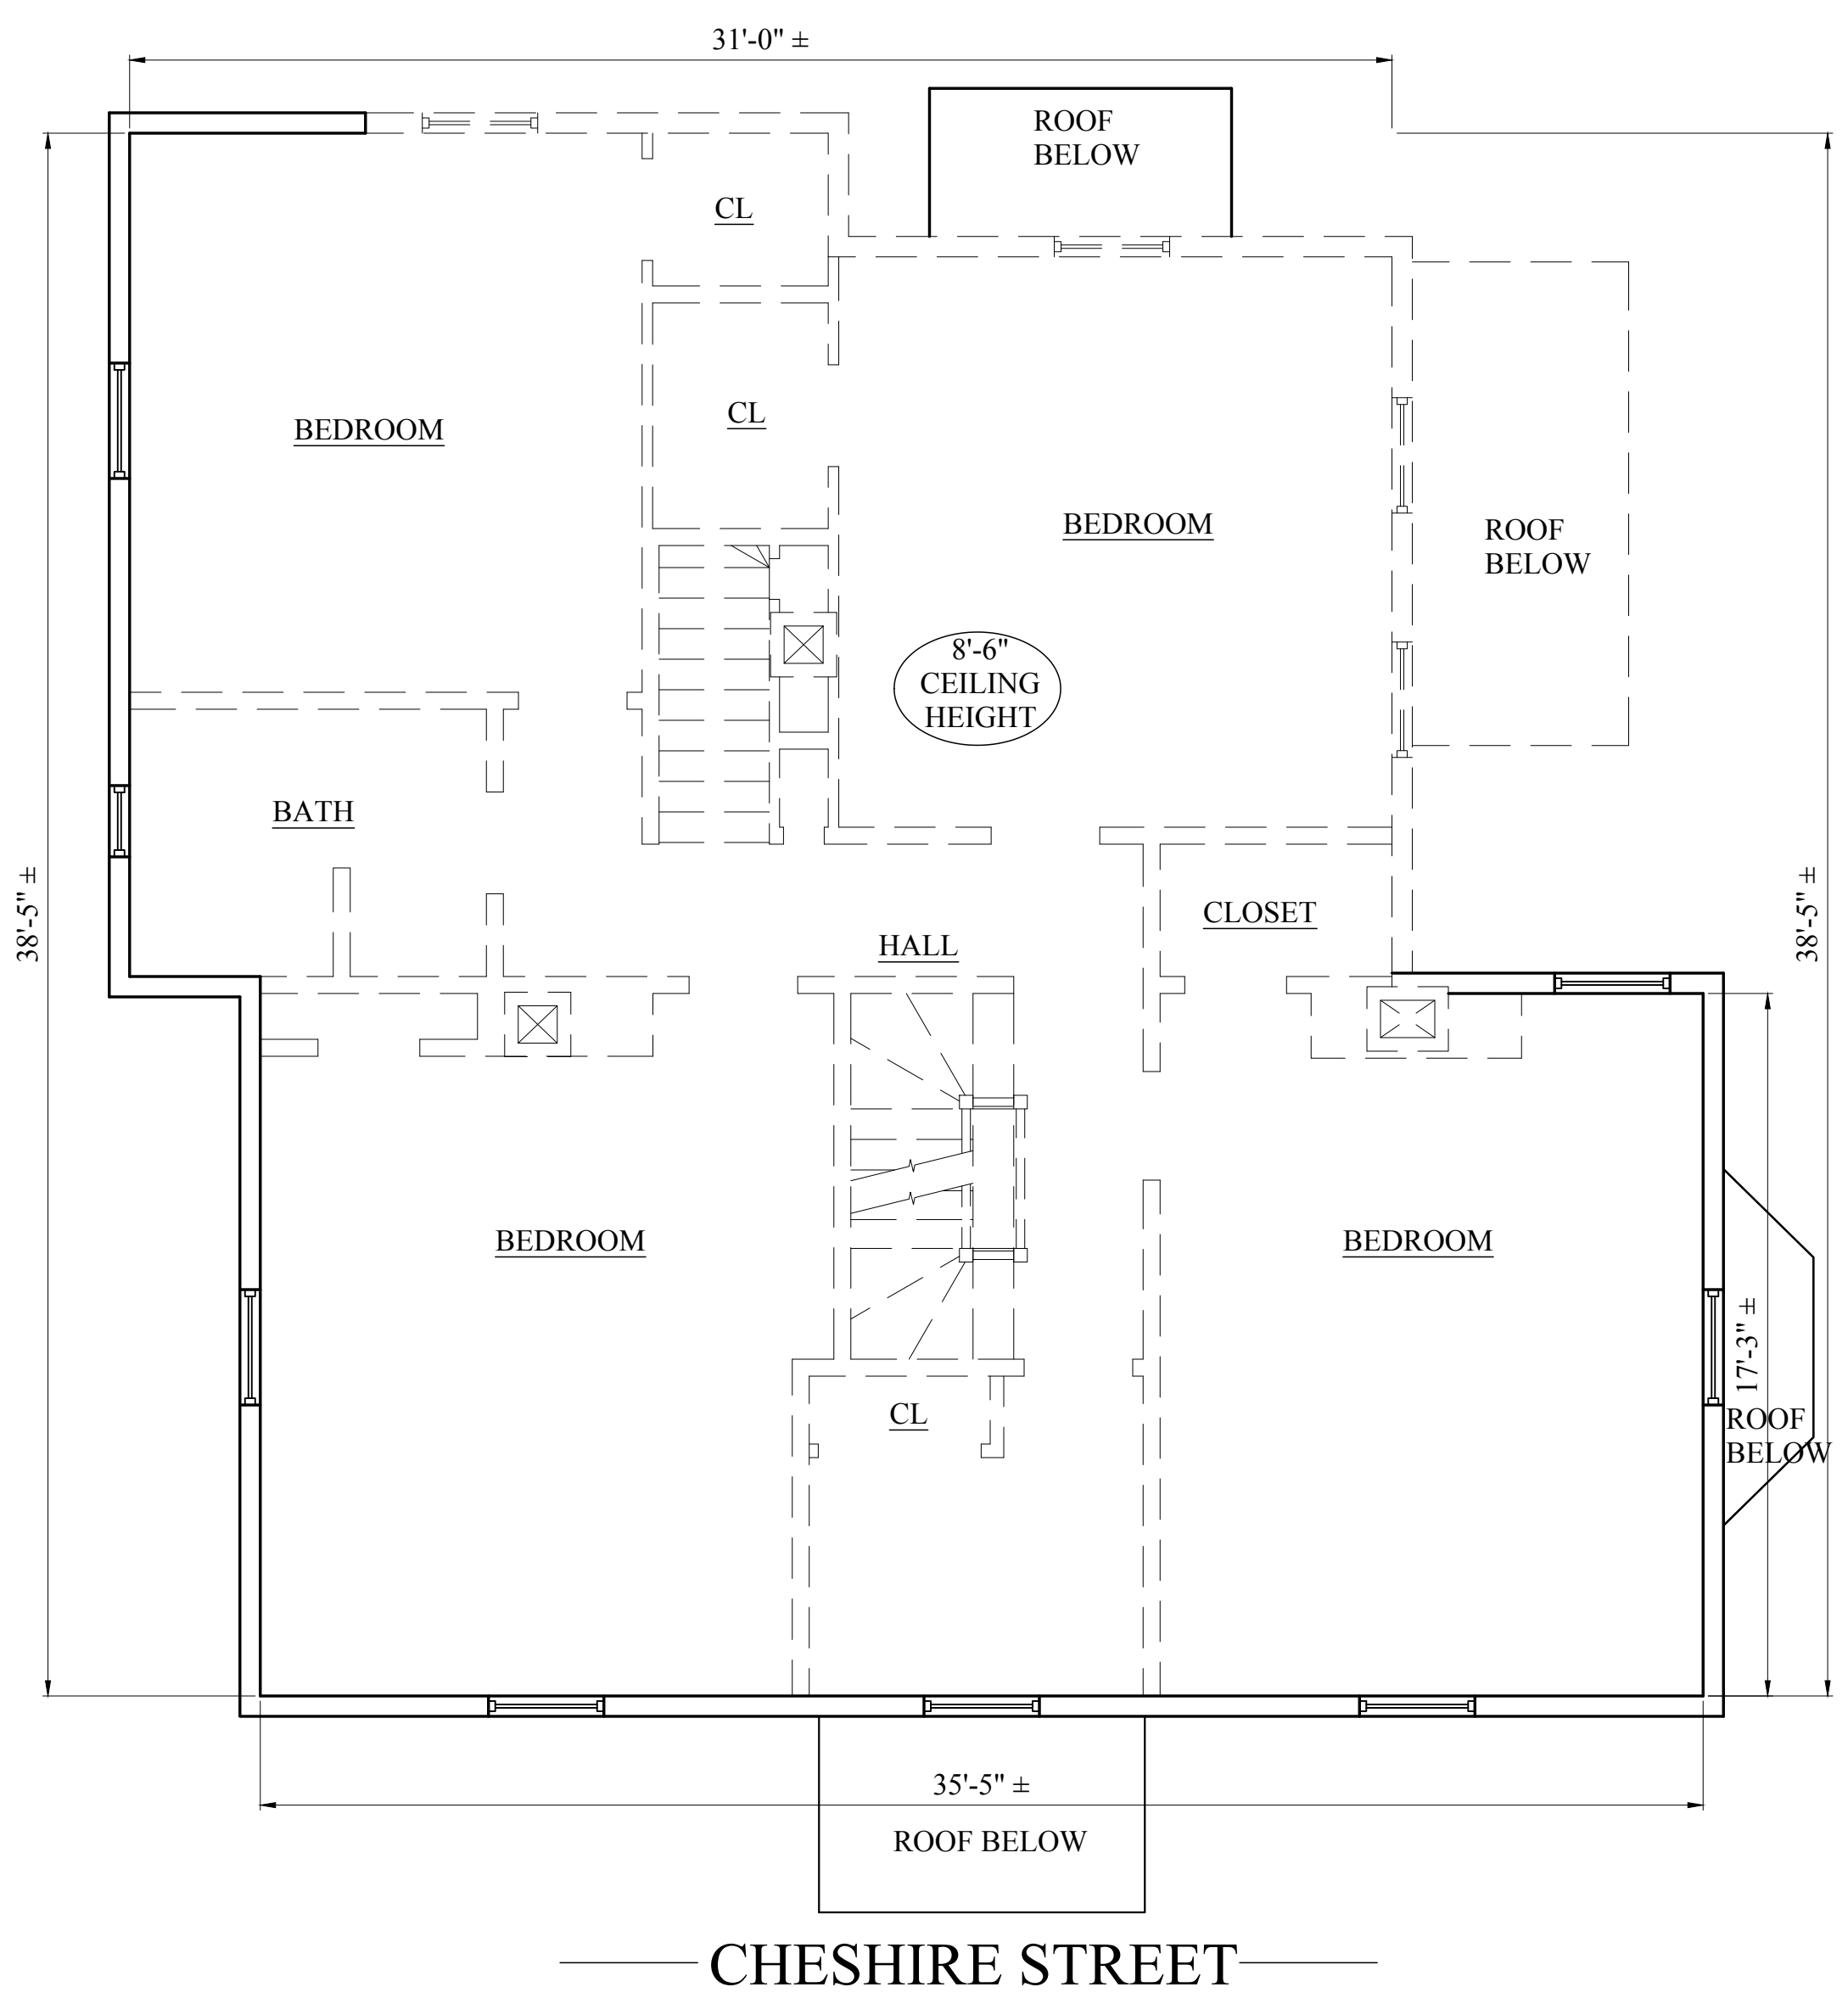 31'-0" ±
ROOF
BELOW
CL
CL
BEDROOM
BEDROOM
ROOF
BELOW
8'-6"
CEILING
HEIGHT
BATH
38'-5" ±
38'-5" ±
CLOSET
HALL
BEDROOM
BEDROOM
17'-3" ±
CL
ROOF
BELOW
35'-5" ±
ROOF BELOW
CHESHIRE STREET